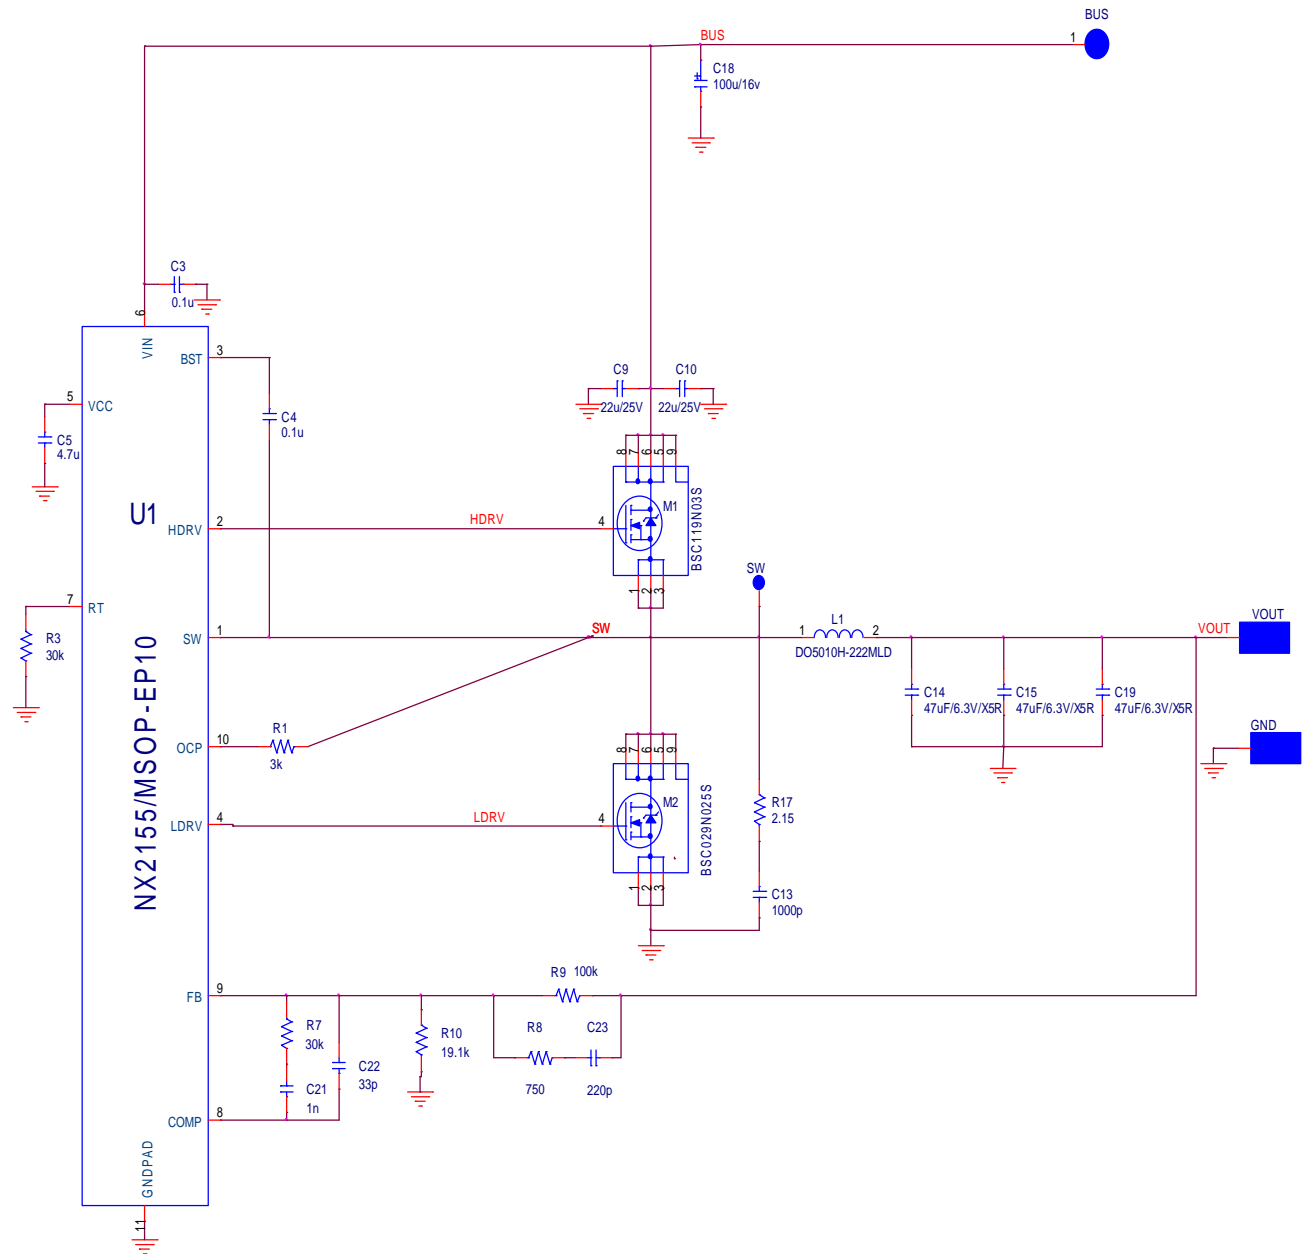 BUS
BUS
1
C18
100u/16v
C3
0.1u
6
VIN
BST
3
5
VCC
C5
4.7u
C4
0.1u
C9
C10
22u/25V
22u/25V
8
7
6
5
9
U1
HDRV
2
HDRV
4
M1
BSC119N03S
1
2
3
7
RT
R3
30k
SW
1
SW
SW
1
L1
2
DO5010H-222MLD
VOUT
VOUT
C14
47uF/6.3V/X5R
C15
47uF/6.3V/X5R
C19
47uF/6.3V/X5R
GND
NX2155/MSOP-EP10
OCP
10
R1
3k
8
7
6
5
9
LDRV
4
LDRV
4
M2
BSC029N025S
1
2
3
R17
2.15
C13
1000p
FB
9
R9
100k
R7
30k
C22
33p
R10
19.1k
R8
750
C23
220p
C21
1n
COMP
8
GNDPAD
11